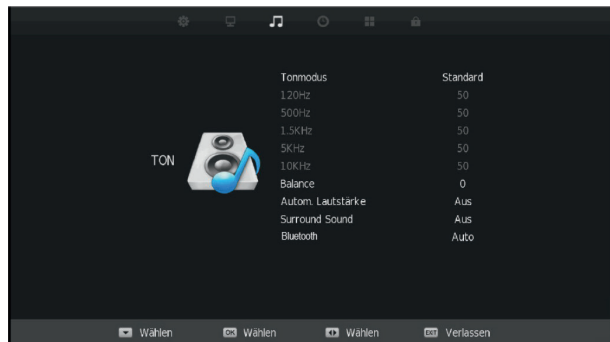 Tonmodus Standard
120Hz 50
500Hz 50
1.5KHz 50
5KHz 50
TON
10KHz 50
Balance 0
Autom. Lautstärke Aus
Surround Sound Aus
Bluetooth Auto
Wählen OK Wählen Wählen EXIT Verlassen